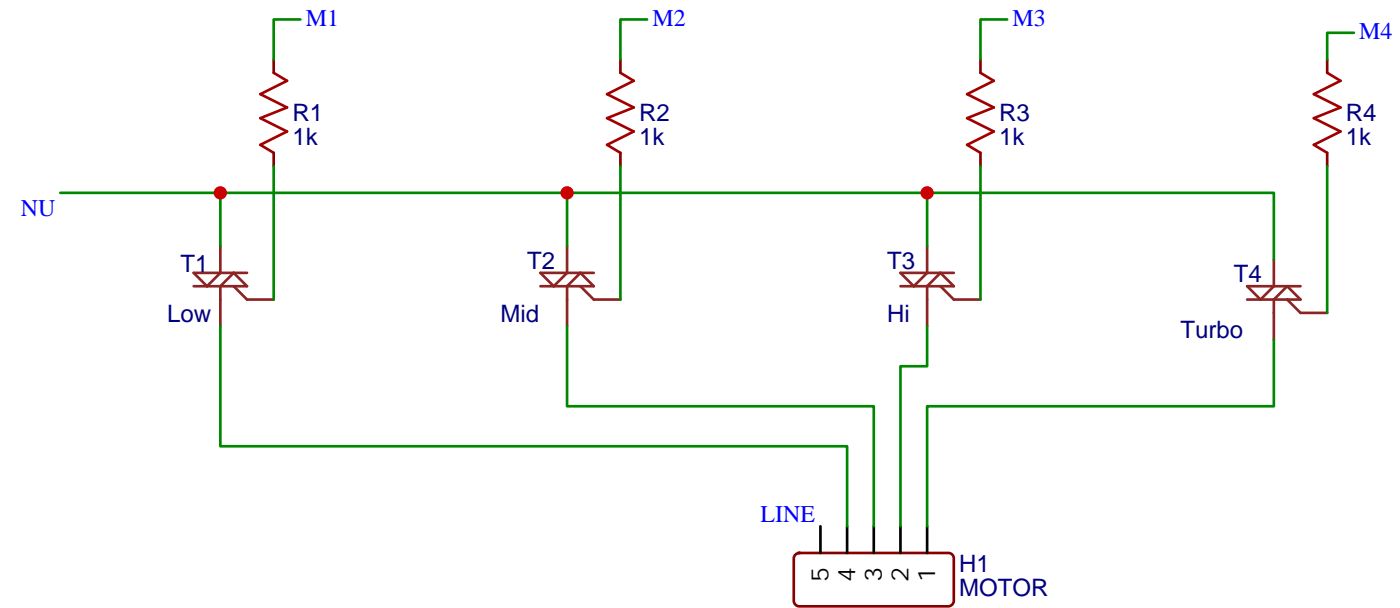 M1
M2
M3
M4
R1
1k
R2
1k
R3
1k
R4
1k
NU
T1
Low
T2
Mid
T3
Hi
T4
Turbo
LINE
5 4 3 2 1
H1
MOTOR